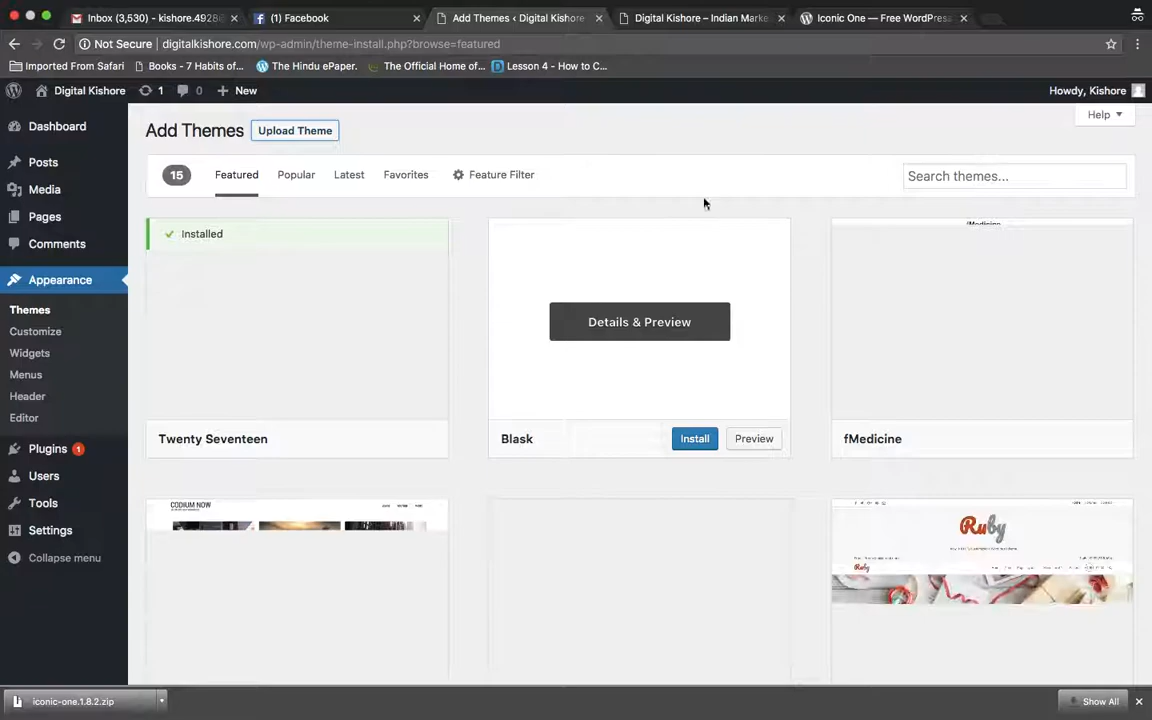 Inbox (3,530) - kishore.4928
(1) Facebook
Add Themes ‹ Digital Kishore
Digital Kishore – Indian Marke
Iconic One — Free WordPress
Not Secure
digitalkishore.com/wp-admin/theme-install.php?browse=featured
Imported From Safari
Books - 7 Habits of...
The Hindu ePaper.
The Official Home of...
Lesson 4 - How to C...
Digital Kishore
1
0
New
Howdy, Kishore
Dashboard
Posts
Media
Pages
Comments
Appearance
Themes
Customize
Widgets
Menus
Header
Editor
Plugins 1
Users
Tools
Settings
Collapse menu
Add Themes
Upload Theme
Help
15
Featured
Popular
Latest
Favorites
Feature Filter
Search themes...
Installed
Twenty Seventeen
Details & Preview
Blask
Install
Preview
fMedicine
fMedicine
CODIUM NOW
Ruby
Ruby
iconic-one.1.8.2.zip
Show All